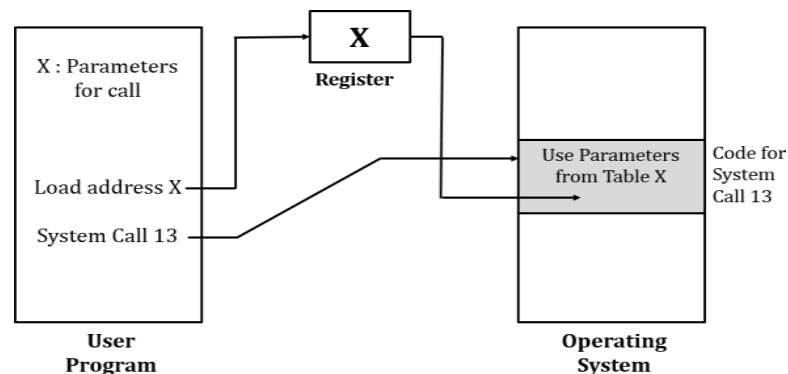 X : Parameters
for call
Load address X
System Call 13
User
Program
X
Register
Use Parameters
from Table X
Code for
System
Call 13
Operating
System